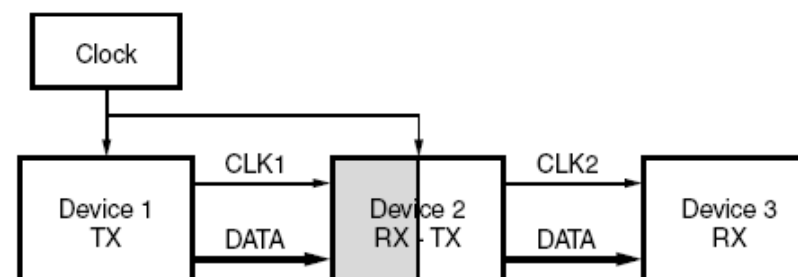 Clock
CLK1
CLK2
Device 1
TX
Device 2
RX - TX
Device 3
RX
DATA
DATA